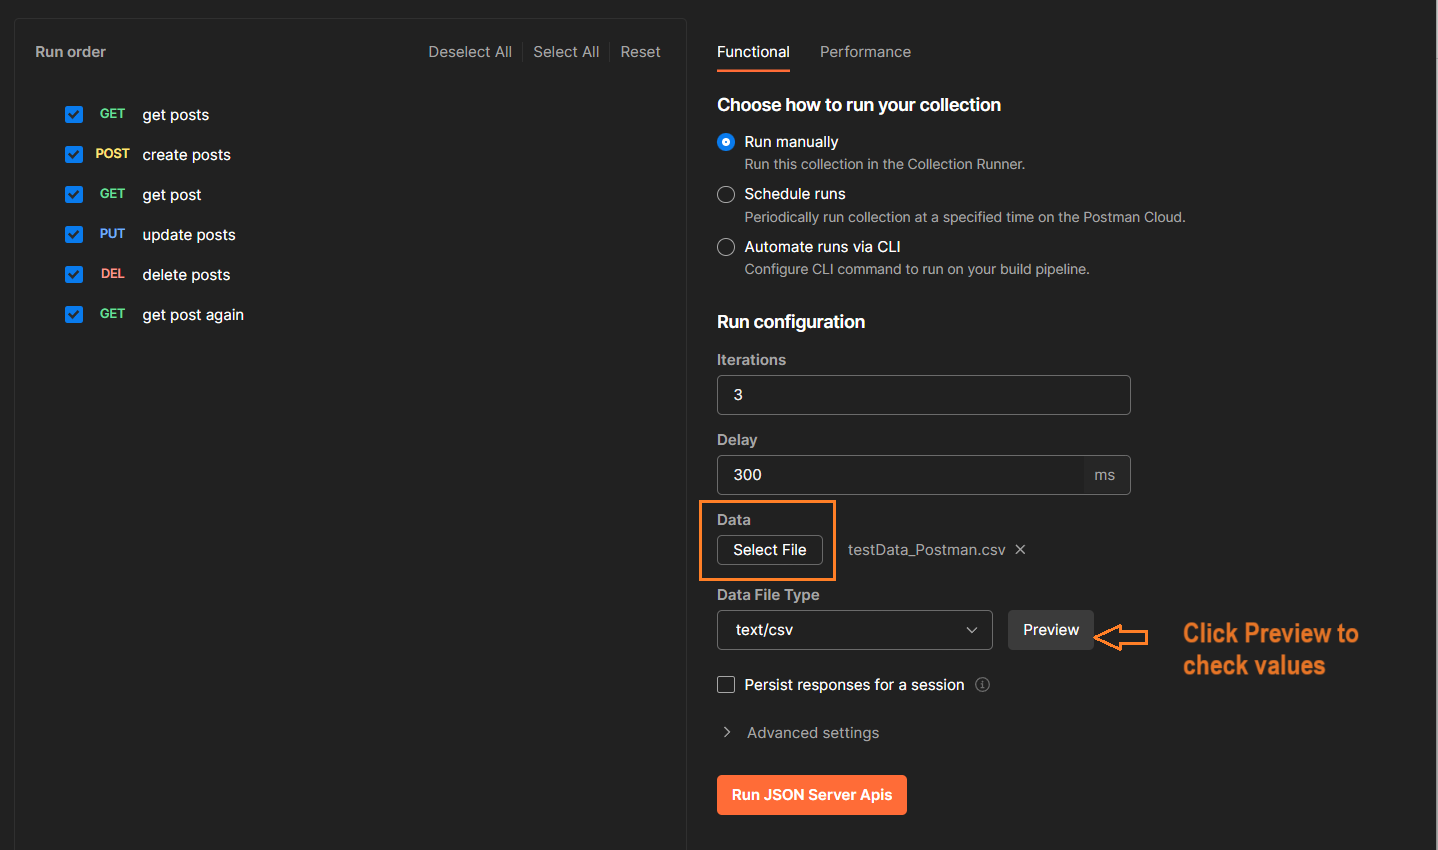 Run order
Deselect All
Select All
Reset
GET get posts
POST create posts
GET get post
PUT update posts
DEL delete posts
GET get post again
Functional
Performance
Choose how to run your collection
Run manually
Run this collection in the Collection Runner.
Schedule runs
Periodically run collection at a specified time on the Postman Cloud.
Automate runs via CLI
Configure CLI command to run on your build pipeline.
Run configuration
Iterations
3
Delay
300 ms
Data
Select File testData_Postman.csv
Data File Type
text/csv
Preview
Click Preview to
check values
Persist responses for a session
Advanced settings
Run JSON Server Apis